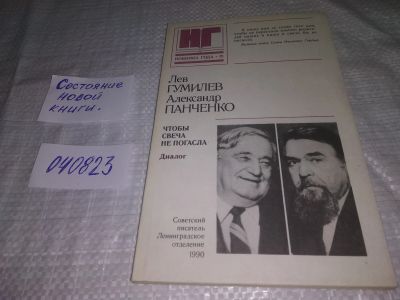 Состояние
новой
книги.
040823
НГ
Лев
ГУМИЛЕВ
Александр
ПАНЧЕНКО
ЧТОБЫ
СВЕЧА
НЕ ПОГАСЛА
Диалог
Советский
писатель
Ленинградское
отделение
1990